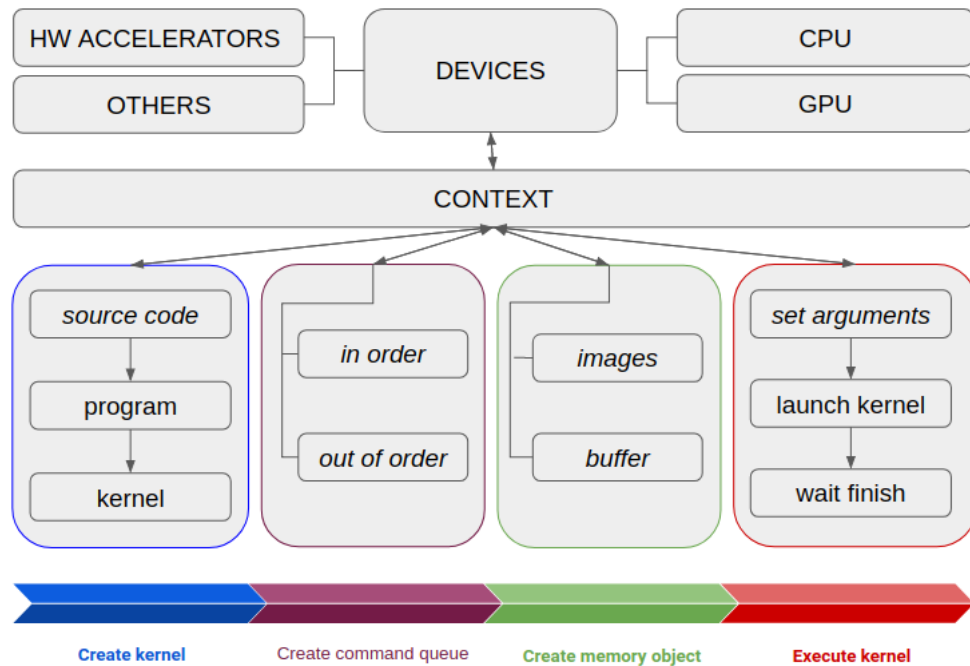 HW ACCELERATORS
DEVICES
CPU
OTHERS
GPU
CONTEXT
source code
program
kernel
in order
out of order
images
buffer
set arguments
launch kernel
wait finish
Create kernel
Create command queue
Create memory object
Execute kernel